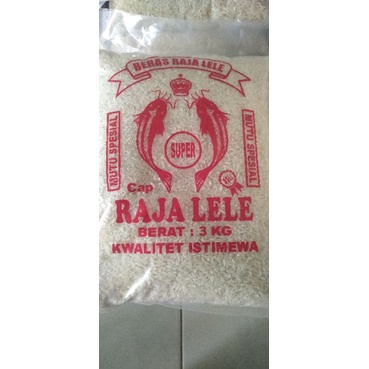 BERAS RAJA LELE
MUTU SPESIAL
MUTU SPESIAL
SUPER
Cap
RAJA LELE
BERAT : 3 KG
KWALITET ISTIMEWA